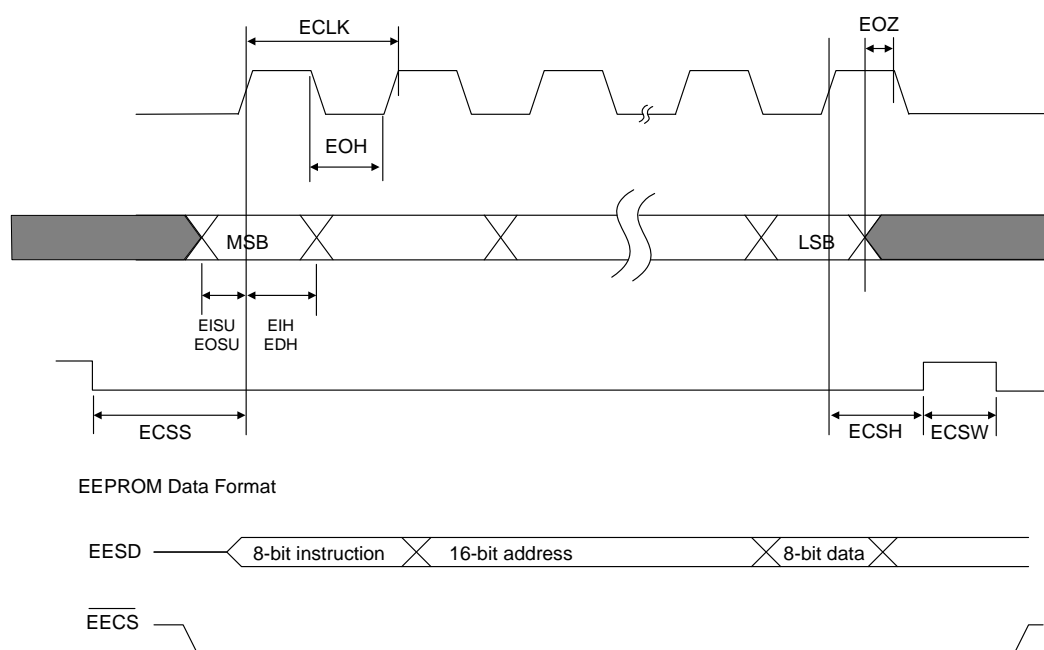 ECLK
EOZ
EOH
MSB
LSB
EISU
EOSU
EIH
EDH
ECSS
ECSH
ECSW
EEPROM Data Format
EESD
8-bit instruction
16-bit address
8-bit data
EECS